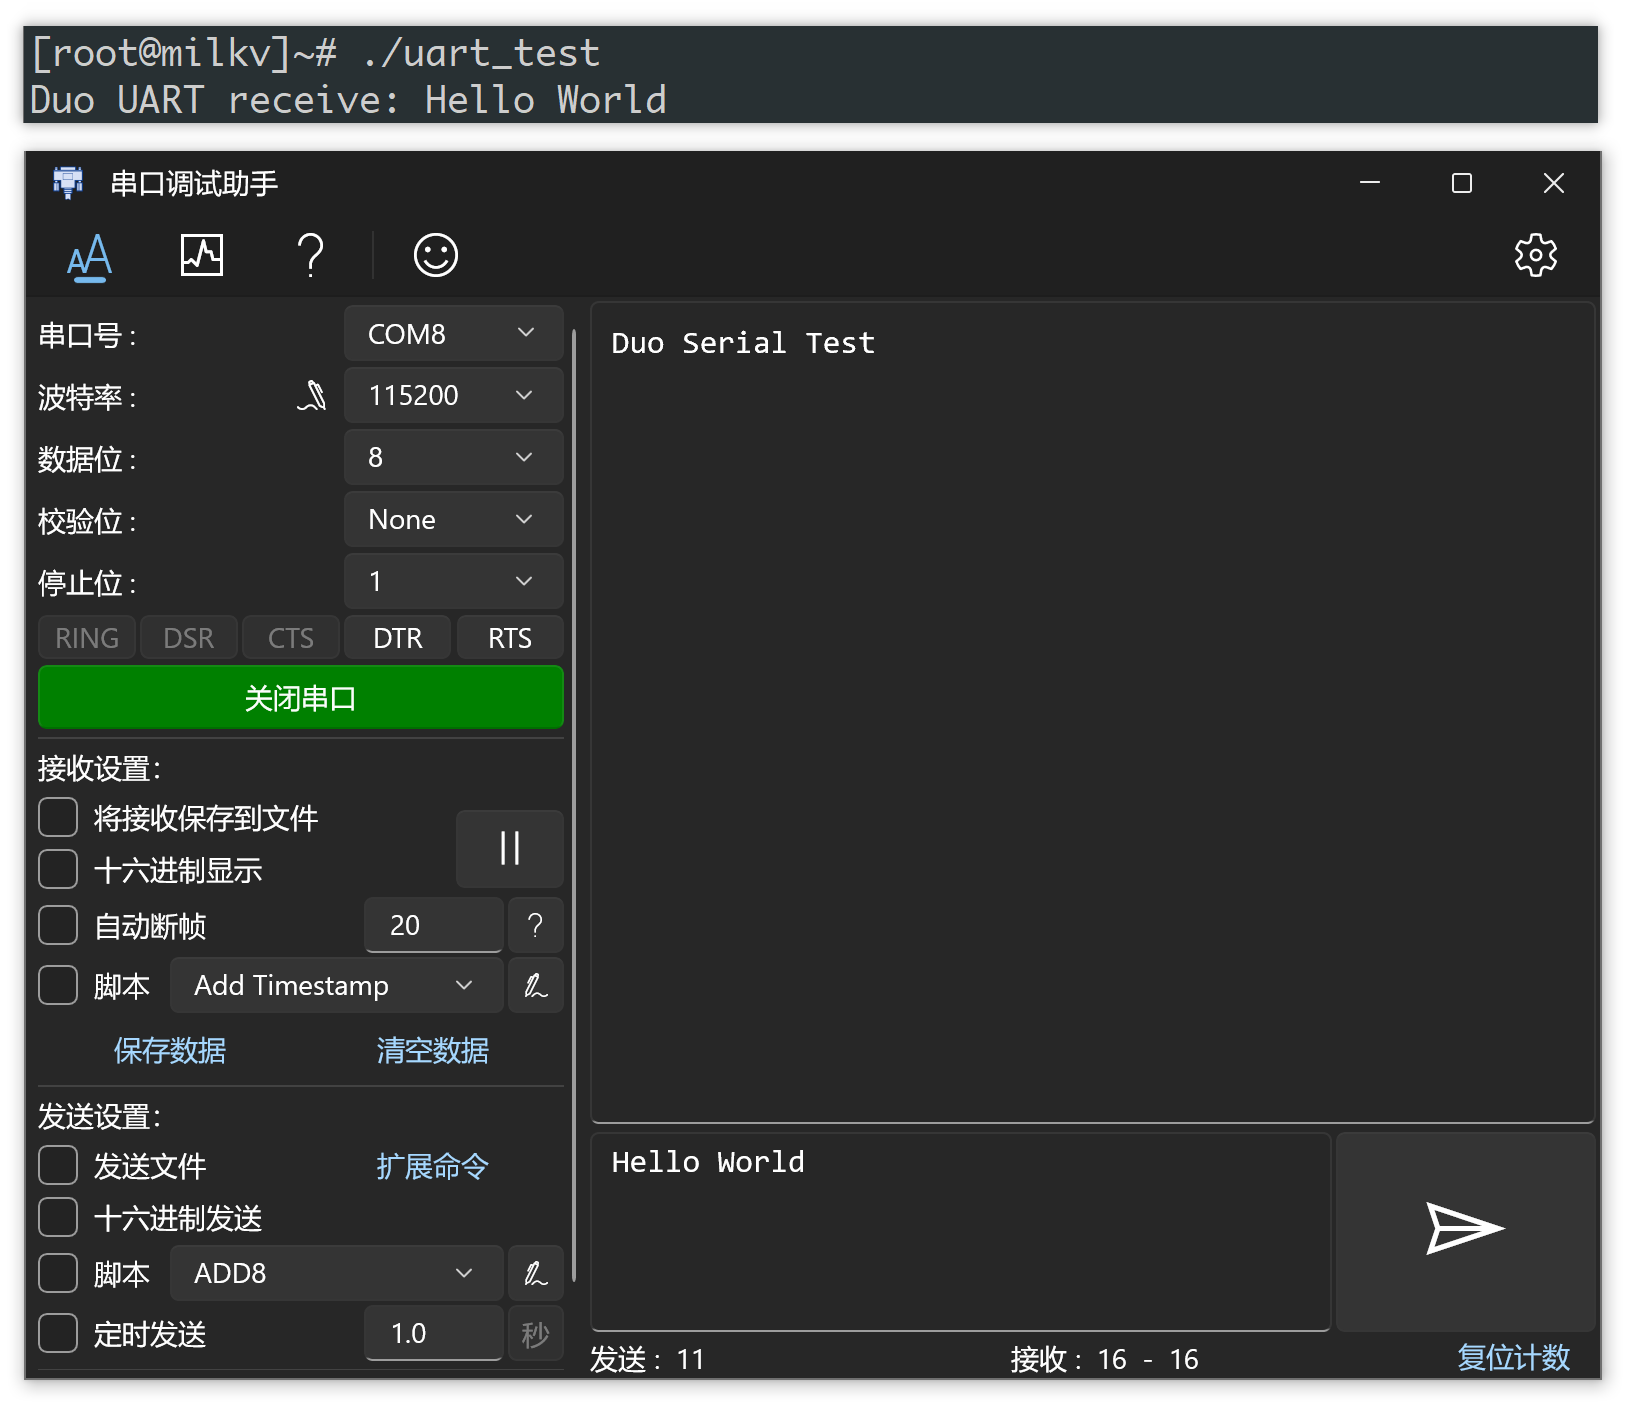 [root@milkv]~# ./uart_test
Duo UART receive: Hello World
串口调试助手
串口号： COM8
波特率： 115200
数据位： 8
校验位： None
停止位： 1
RING DSR CTS DTR RTS
关闭串口
接收设置：
将接收保存到文件
十六进制显示
自动断帧 20 ?
脚本 Add Timestamp
保存数据 清空数据
发送设置：
发送文件 扩展命令
十六进制发送
脚本 ADD8
定时发送 1.0 秒
Duo Serial Test
Hello World
发送： 11 接收： 16 - 16 复位计数